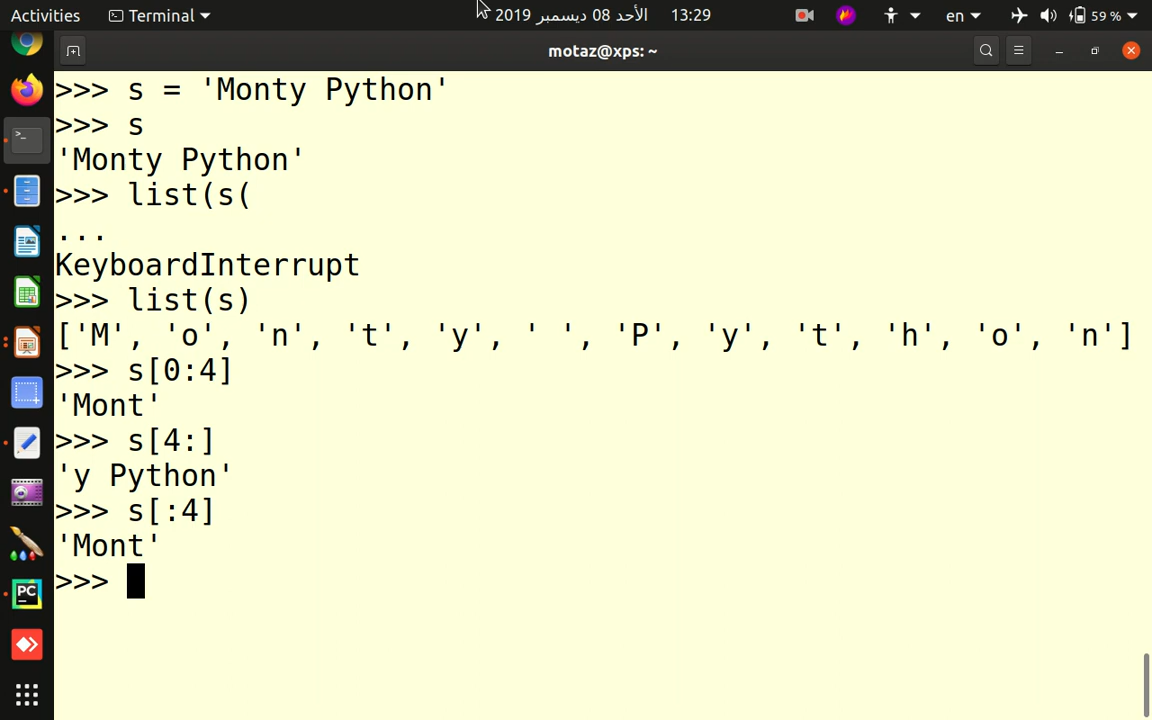 Activities Terminal الأحد 08 ديسمبر 2019 13:29 en 59 %
motaz@xps: ~
>>> s = 'Monty Python'
>>> s
'Monty Python'
>>> list(s(
...
KeyboardInterrupt
>>> list(s)
['M', 'o', 'n', 't', 'y', ' ', 'P', 'y', 't', 'h', 'o', 'n']
>>> s[0:4]
'Mont'
>>> s[4:]
'y Python'
>>> s[:4]
'Mont'
>>>
PC